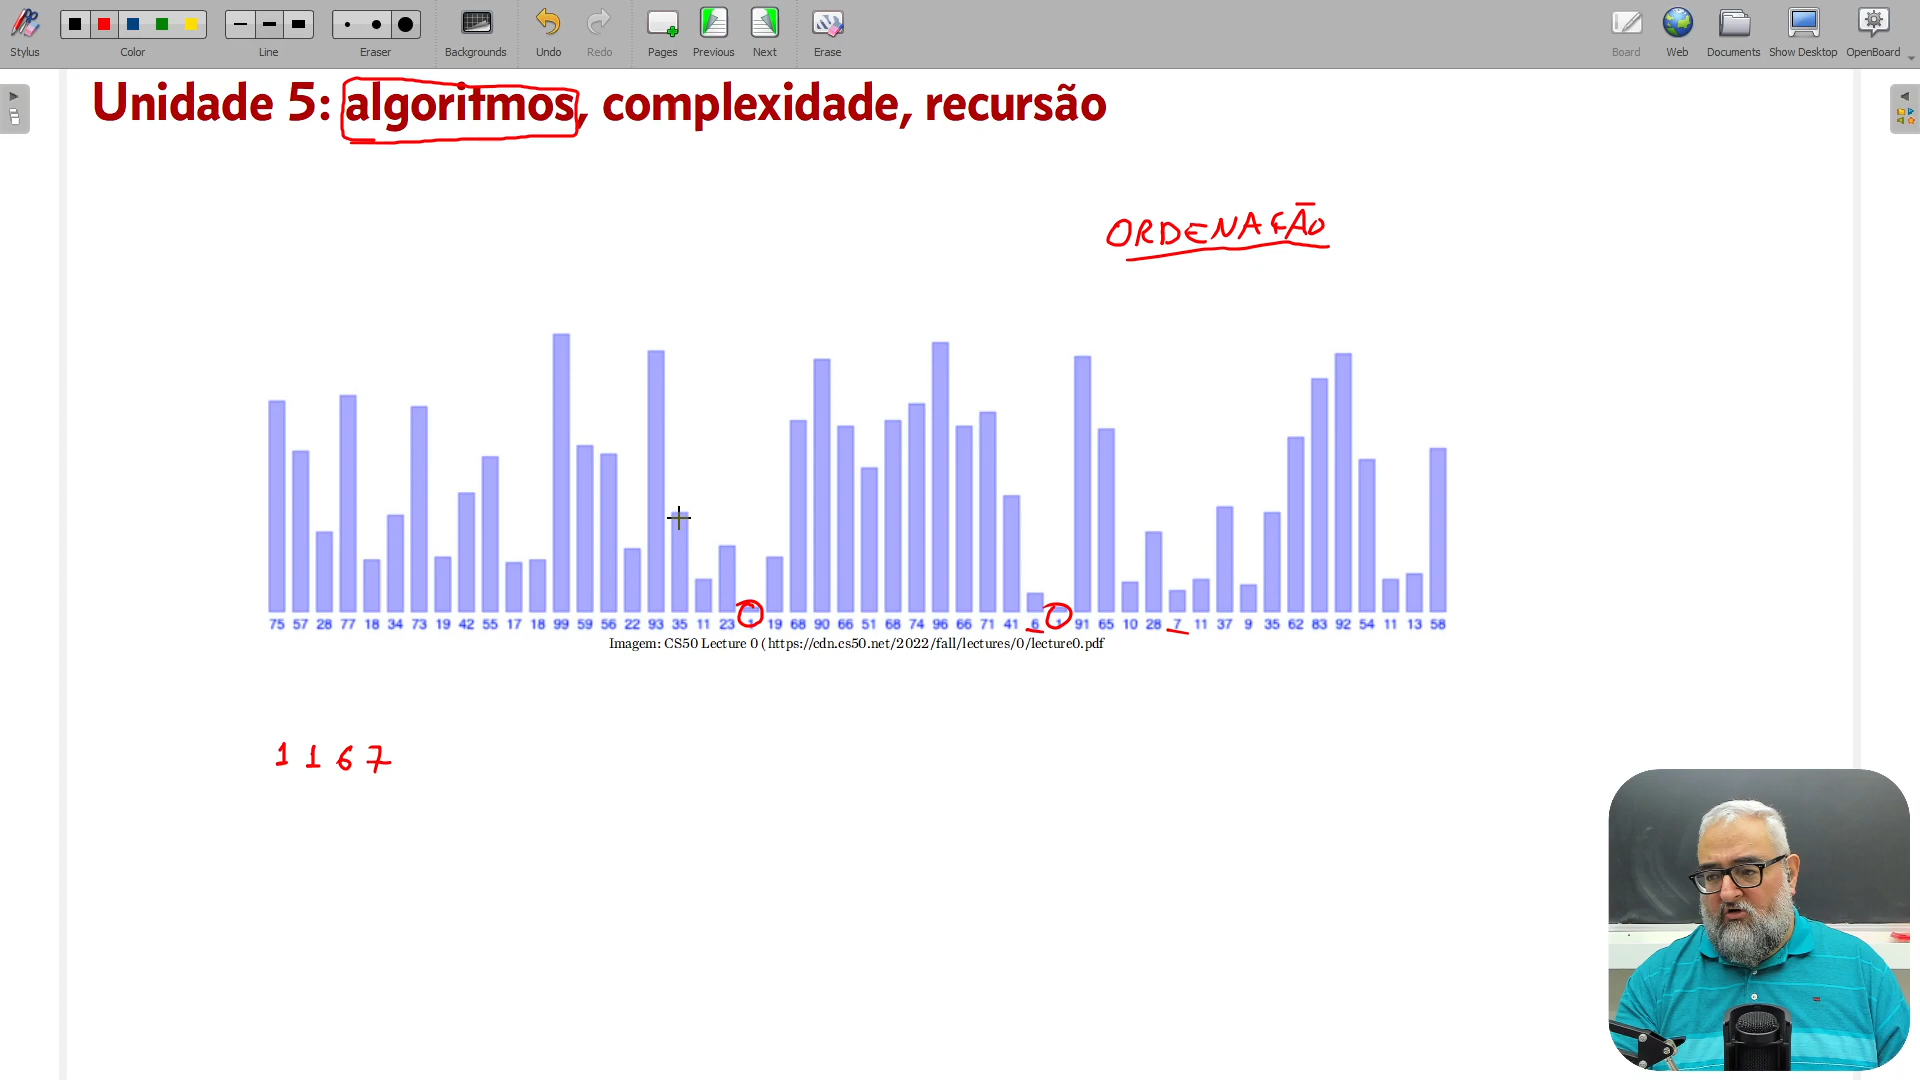 Stylus Color Line Eraser Backgrounds Undo Redo Pages Previous Next Erase Board Web Documents Show Desktop OpenBoard
Unidade 5: algoritmos, complexidade, recursão
ORDENAÇÃO
75 57 28 77 18 34 73 19 42 55 17 18 99 59 56 22 93 35 11 23 1 19 68 90 66 51 68 74 96 66 71 41 6 1 91 65 10 28 7 11 37 9 35 62 83 92 54 11 13 58
Imagem: CS50 Lecture 0 (https://cdn.cs50.net/2022/fall/lectures/0/lecture0.pdf
1 1 6 7